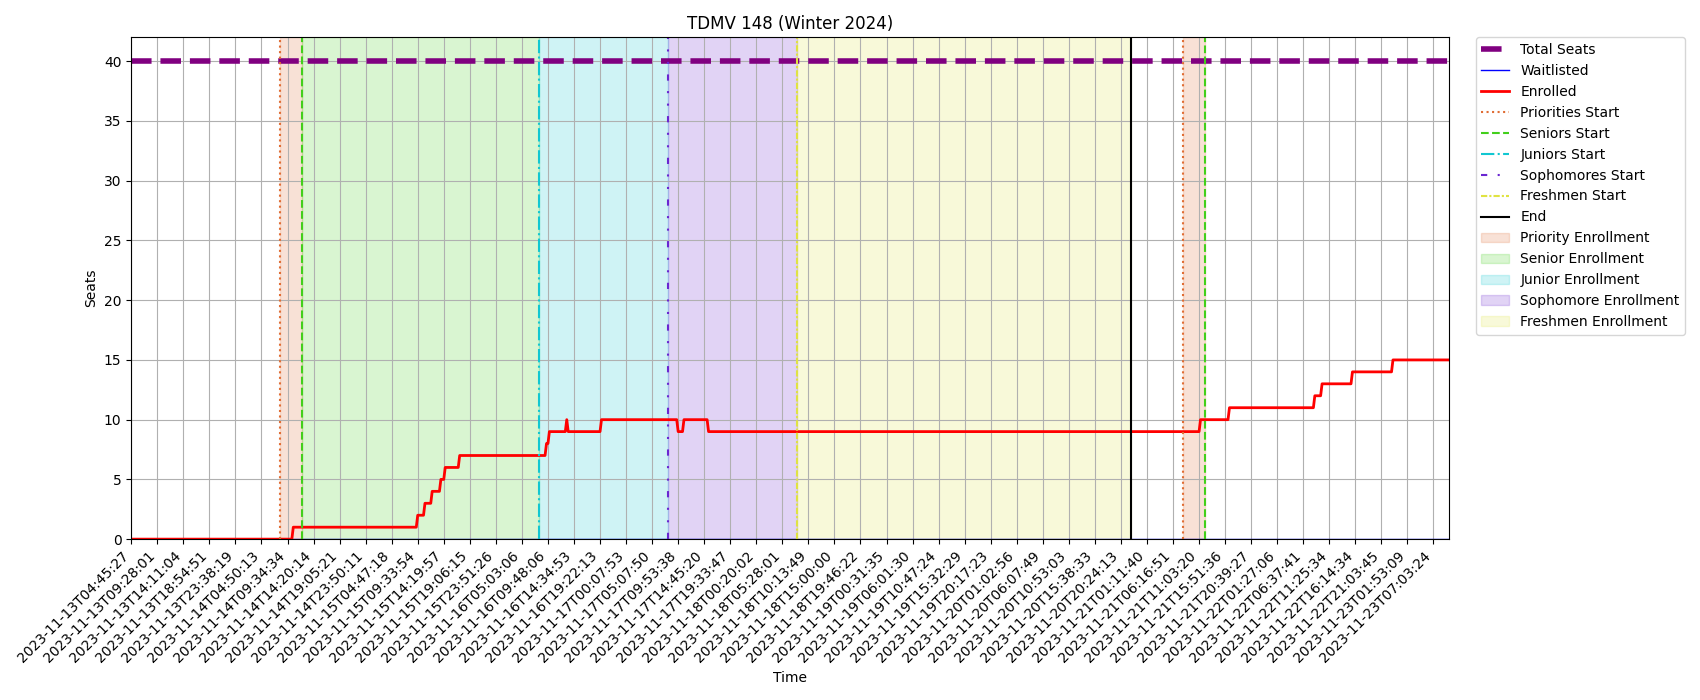 TDMV 148 (Winter 2024)
40
35
30
25
20
15
10
5
0
Seats
2023-11-13T04:45:27
2023-11-13T09:28:01
2023-11-13T14:11:04
2023-11-13T18:54:51
2023-11-13T23:38:19
2023-11-14T04:50:13
2023-11-14T09:34:34
2023-11-14T14:20:14
2023-11-14T19:05:21
2023-11-14T23:50:11
2023-11-15T04:47:18
2023-11-15T09:33:54
2023-11-15T14:19:57
2023-11-15T19:06:15
2023-11-15T23:51:26
2023-11-16T05:03:06
2023-11-16T09:48:06
2023-11-16T14:34:53
2023-11-16T19:22:13
2023-11-17T00:07:53
2023-11-17T05:07:50
2023-11-17T09:53:38
2023-11-17T14:45:20
2023-11-17T19:33:47
2023-11-18T00:20:02
2023-11-18T05:28:01
2023-11-18T10:13:49
2023-11-18T15:00:00
2023-11-18T19:46:22
2023-11-19T00:31:35
2023-11-19T06:01:30
2023-11-19T10:47:24
2023-11-19T15:32:29
2023-11-19T20:17:23
2023-11-20T01:02:56
2023-11-20T06:07:49
2023-11-20T10:53:03
2023-11-20T15:38:33
2023-11-20T20:24:13
2023-11-21T01:11:40
2023-11-21T06:16:51
2023-11-21T11:03:20
2023-11-21T15:51:36
2023-11-21T20:39:27
2023-11-22T01:27:06
2023-11-22T06:37:41
2023-11-22T11:25:34
2023-11-22T16:14:34
2023-11-22T21:03:45
2023-11-23T01:53:09
2023-11-23T07:03:24
Time
Total Seats
Waitlisted
Enrolled
Priorities Start
Seniors Start
Juniors Start
Sophomores Start
Freshmen Start
End
Priority Enrollment
Senior Enrollment
Junior Enrollment
Sophomore Enrollment
Freshmen Enrollment